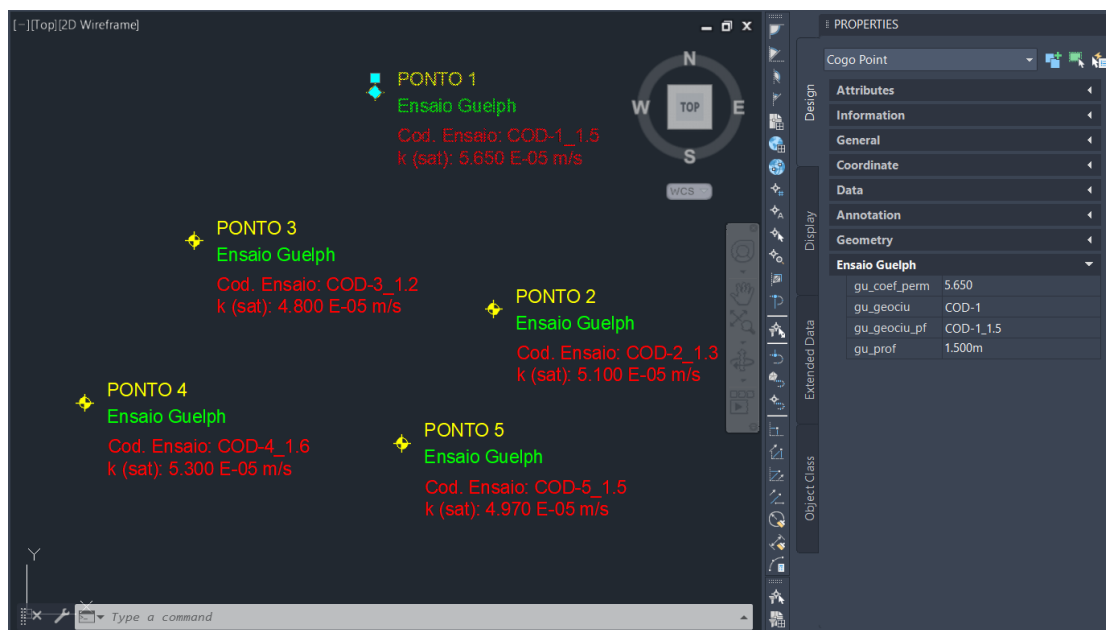 [−][Top][2D Wireframe]
PONTO 1
Ensaio Guelph
Cod. Ensaio: COD-1_1.5
k (sat): 5.650 E-05 m/s
N
W
TOP
E
S
WCS
PONTO 3
Ensaio Guelph
Cod. Ensaio: COD-3_1.2
k (sat): 4.800 E-05 m/s
PONTO 2
Ensaio Guelph
Cod. Ensaio: COD-2_1.3
k (sat): 5.100 E-05 m/s
PONTO 4
Ensaio Guelph
Cod. Ensaio: COD-4_1.6
k (sat): 5.300 E-05 m/s
PONTO 5
Ensaio Guelph
Cod. Ensaio: COD-5_1.5
k (sat): 4.970 E-05 m/s
Y
X
Type a command
PROPERTIES
Cogo Point
Design
Display
Extended Data
Object Class
Attributes
Information
General
Coordinate
Data
Annotation
Geometry
Ensaio Guelph
gu_coef_perm 5.650
gu_geociu COD-1
gu_geociu_pf COD-1_1.5
gu_prof 1.500m